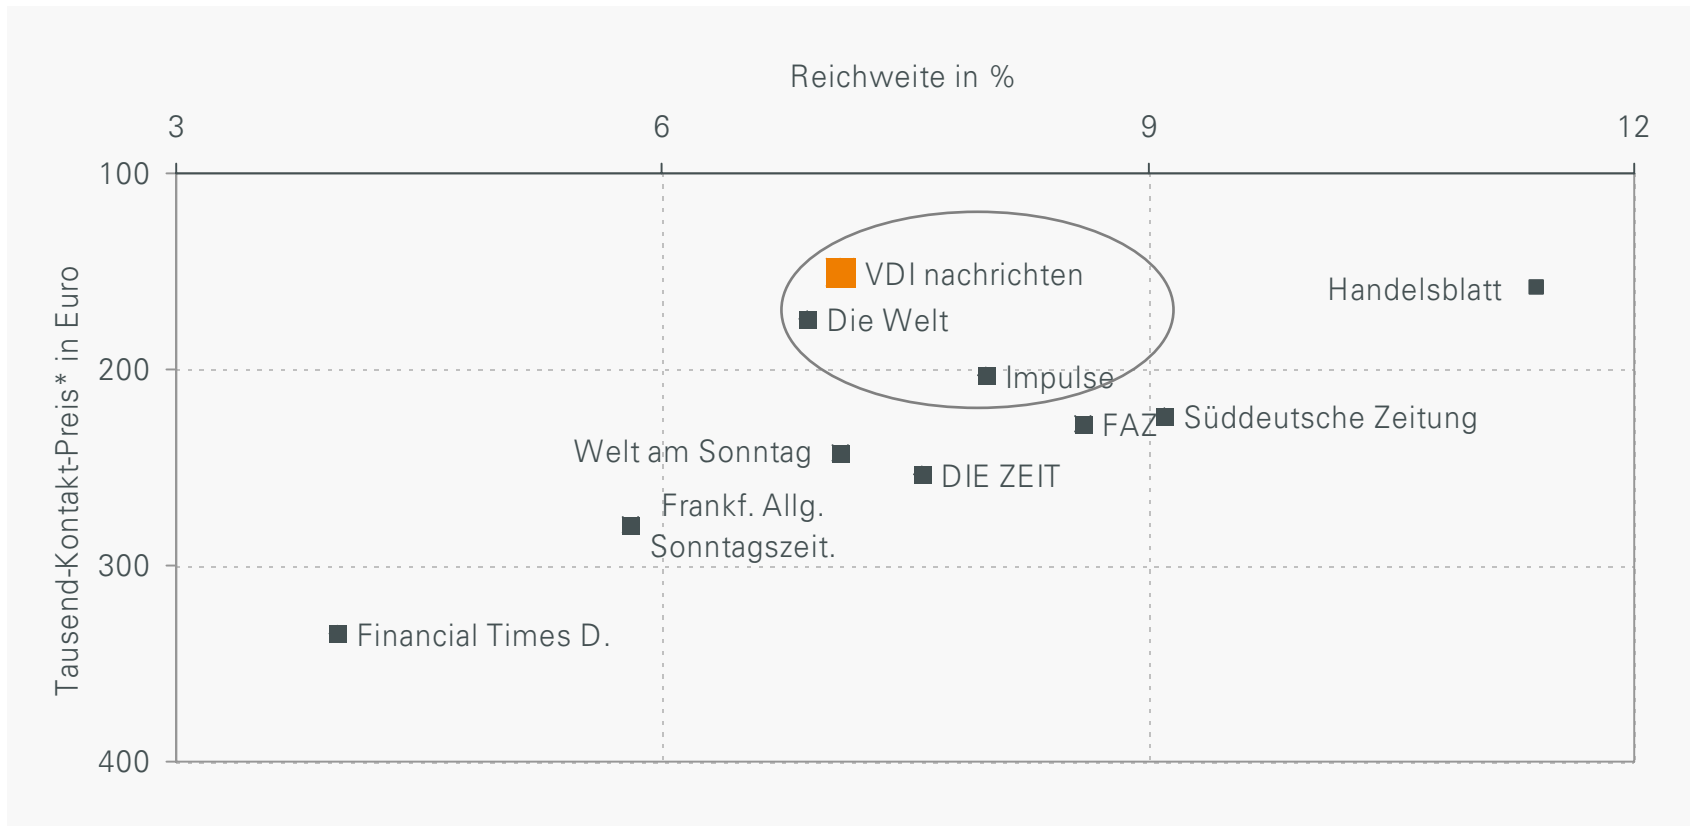 Reichweite in %
3 6 9 12
100
200
300
400
Tausend-Kontakt-Preis* in Euro
VDI nachrichten
Handelsblatt
Die Welt
Impulse
FAZ
Süddeutsche Zeitung
Welt am Sonntag
DIE ZEIT
Frankf. Allg.
Sonntagszeit.
Financial Times D.